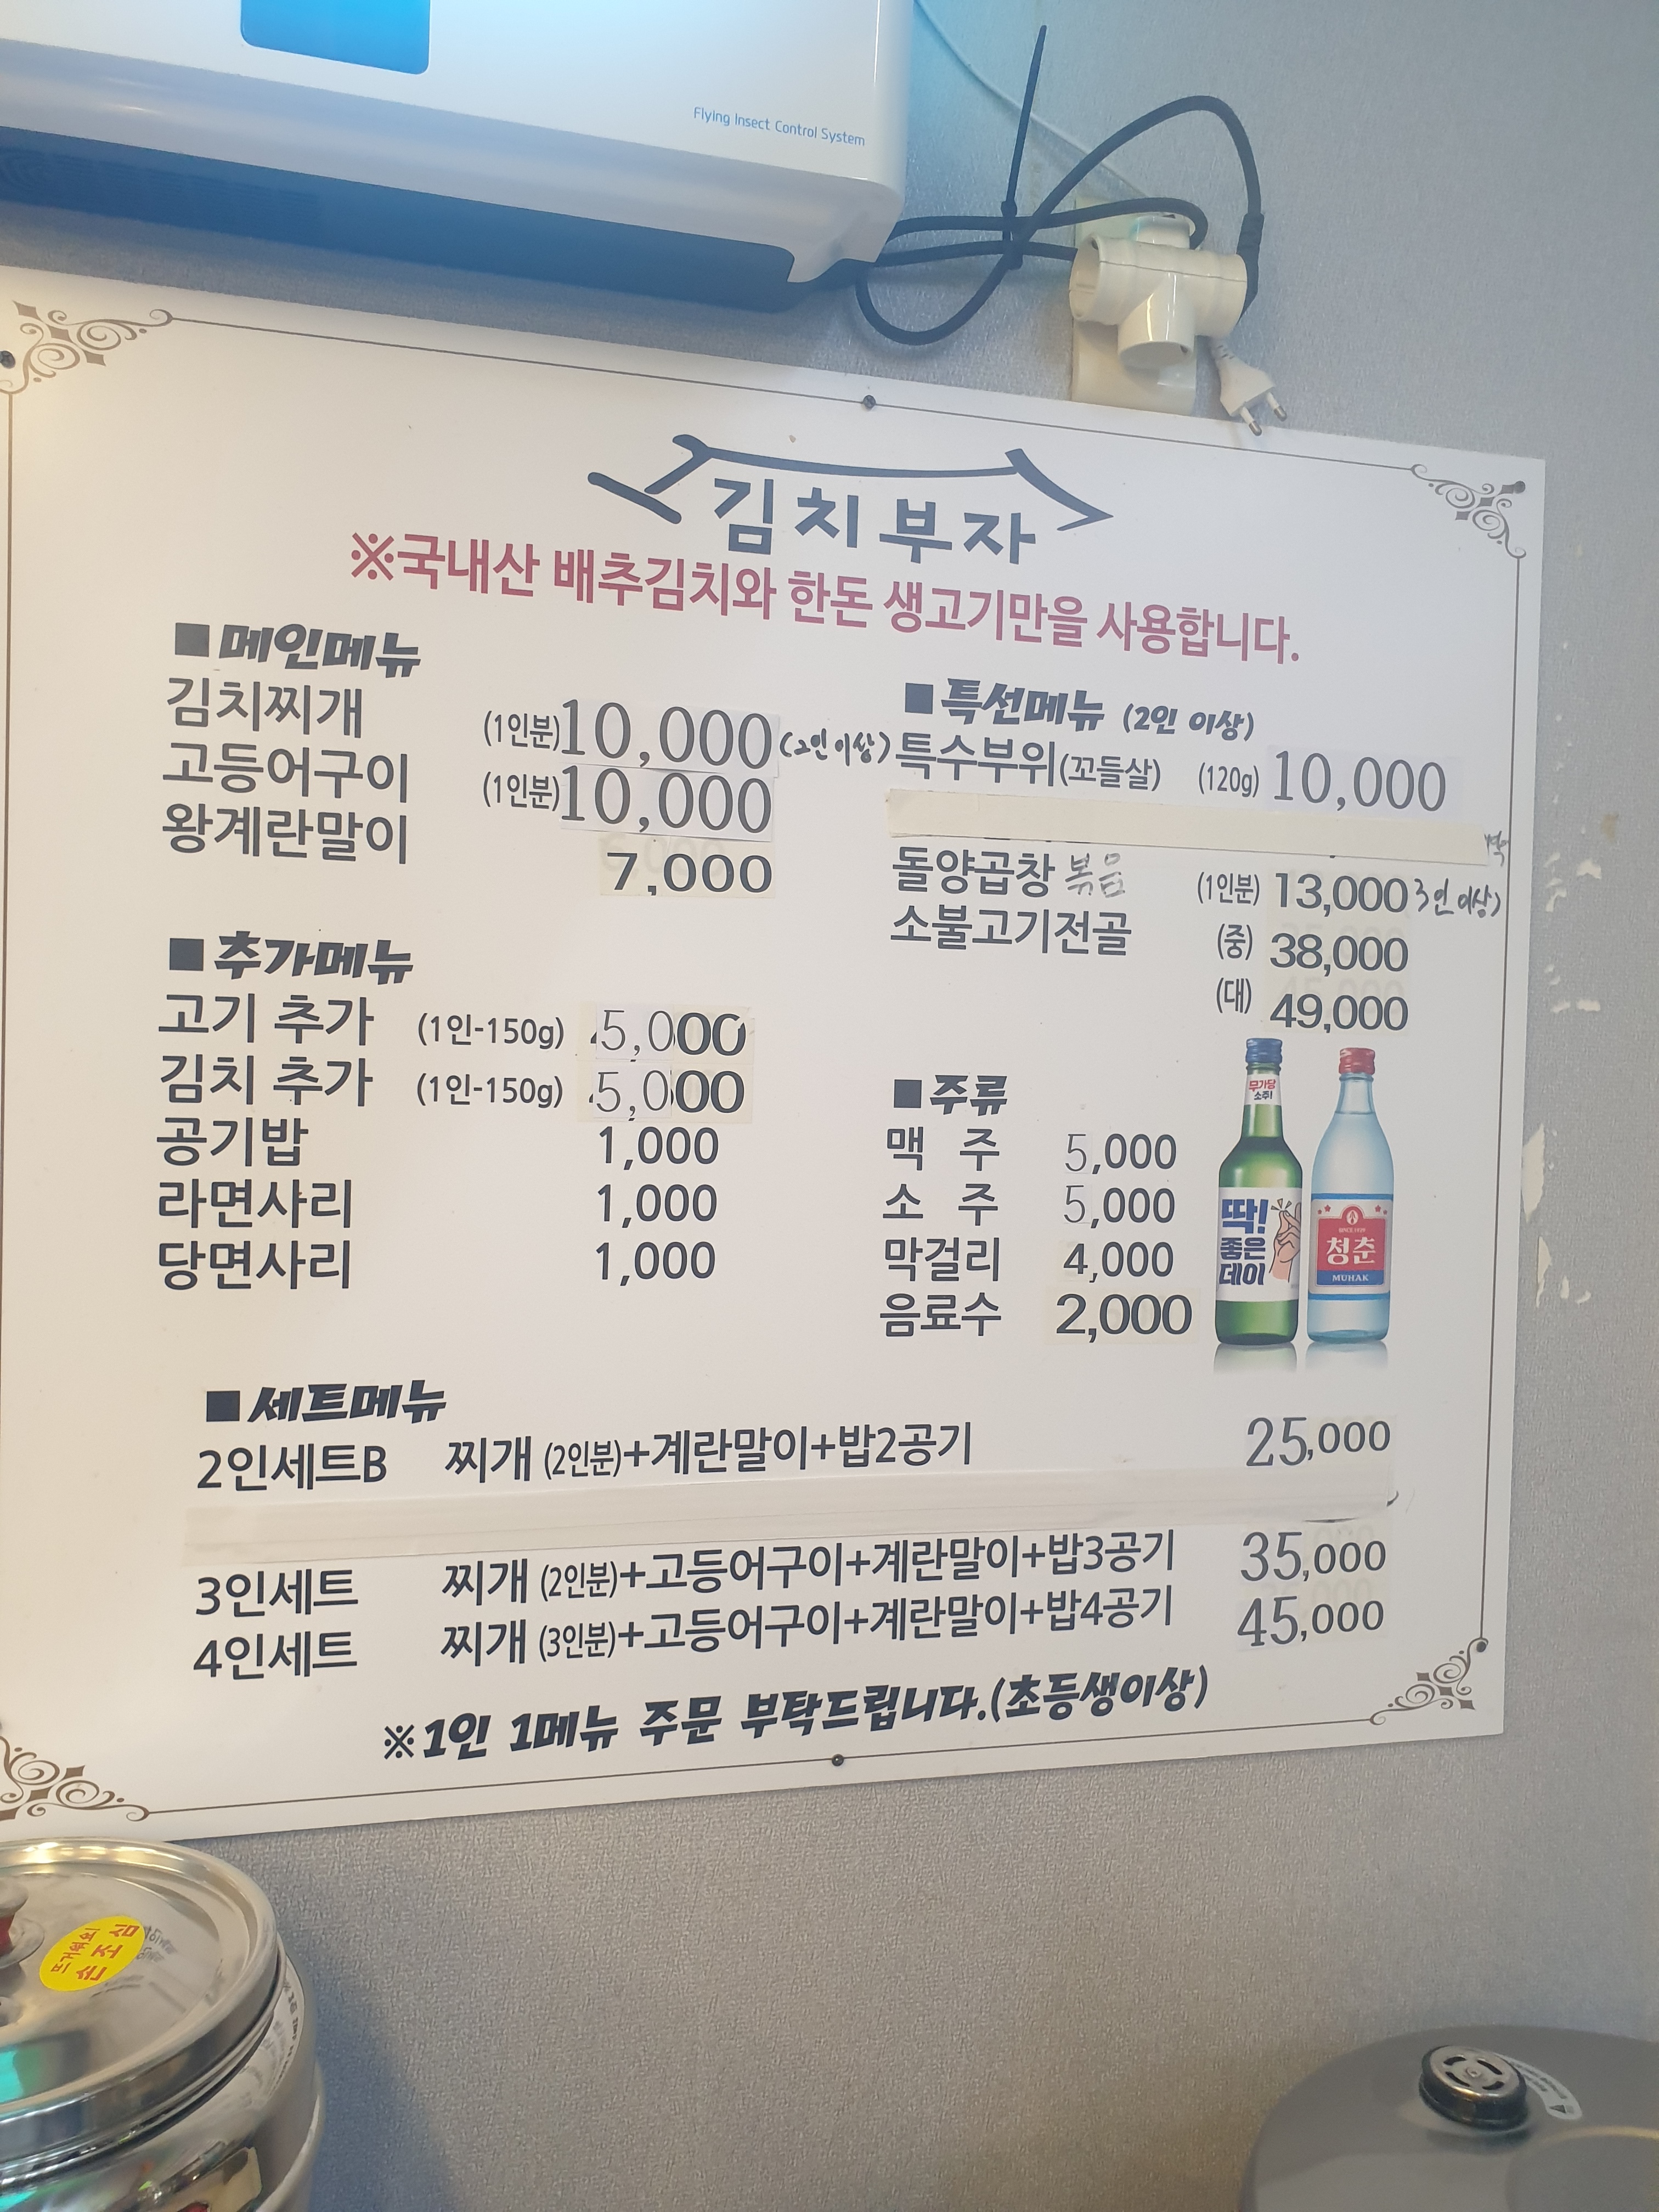 Flying Insect Control System
김치부자
※국내산 배추김치와 한돈 생고기만을 사용합니다.
■메인메뉴
김치찌개 (1인분) 10,000 (2인 이상)
고등어구이 (1인분) 10,000
왕계란말이 7,000
■추가메뉴
고기 추가 (1인-150g) 5,000
김치 추가 (1인-150g) 5,000
공기밥 1,000
라면사리 1,000
당면사리 1,000
■특선메뉴 (2인 이상)
특수부위(꼬들살) (120g) 10,000
돌양곱창 볶음 (1인분) 13,000 3인 이상)
소불고기전골 (중) 38,000
(대) 49,000
■주류
맥 주 5,000
소 주 5,000
막걸리 4,000
음료수 2,000
무가당
소주!
딱!
좋은
데이
청춘
MUHAK
■세트메뉴
2인세트B 찌개 (2인분)+계란말이+밥2공기 25,000
3인세트 찌개 (2인분)+고등어구이+계란말이+밥3공기 35,000
4인세트 찌개 (3인분)+고등어구이+계란말이+밥4공기 45,000
※1인 1메뉴 주문 부탁드립니다.(초등생이상)
뜨거워요!
손조심